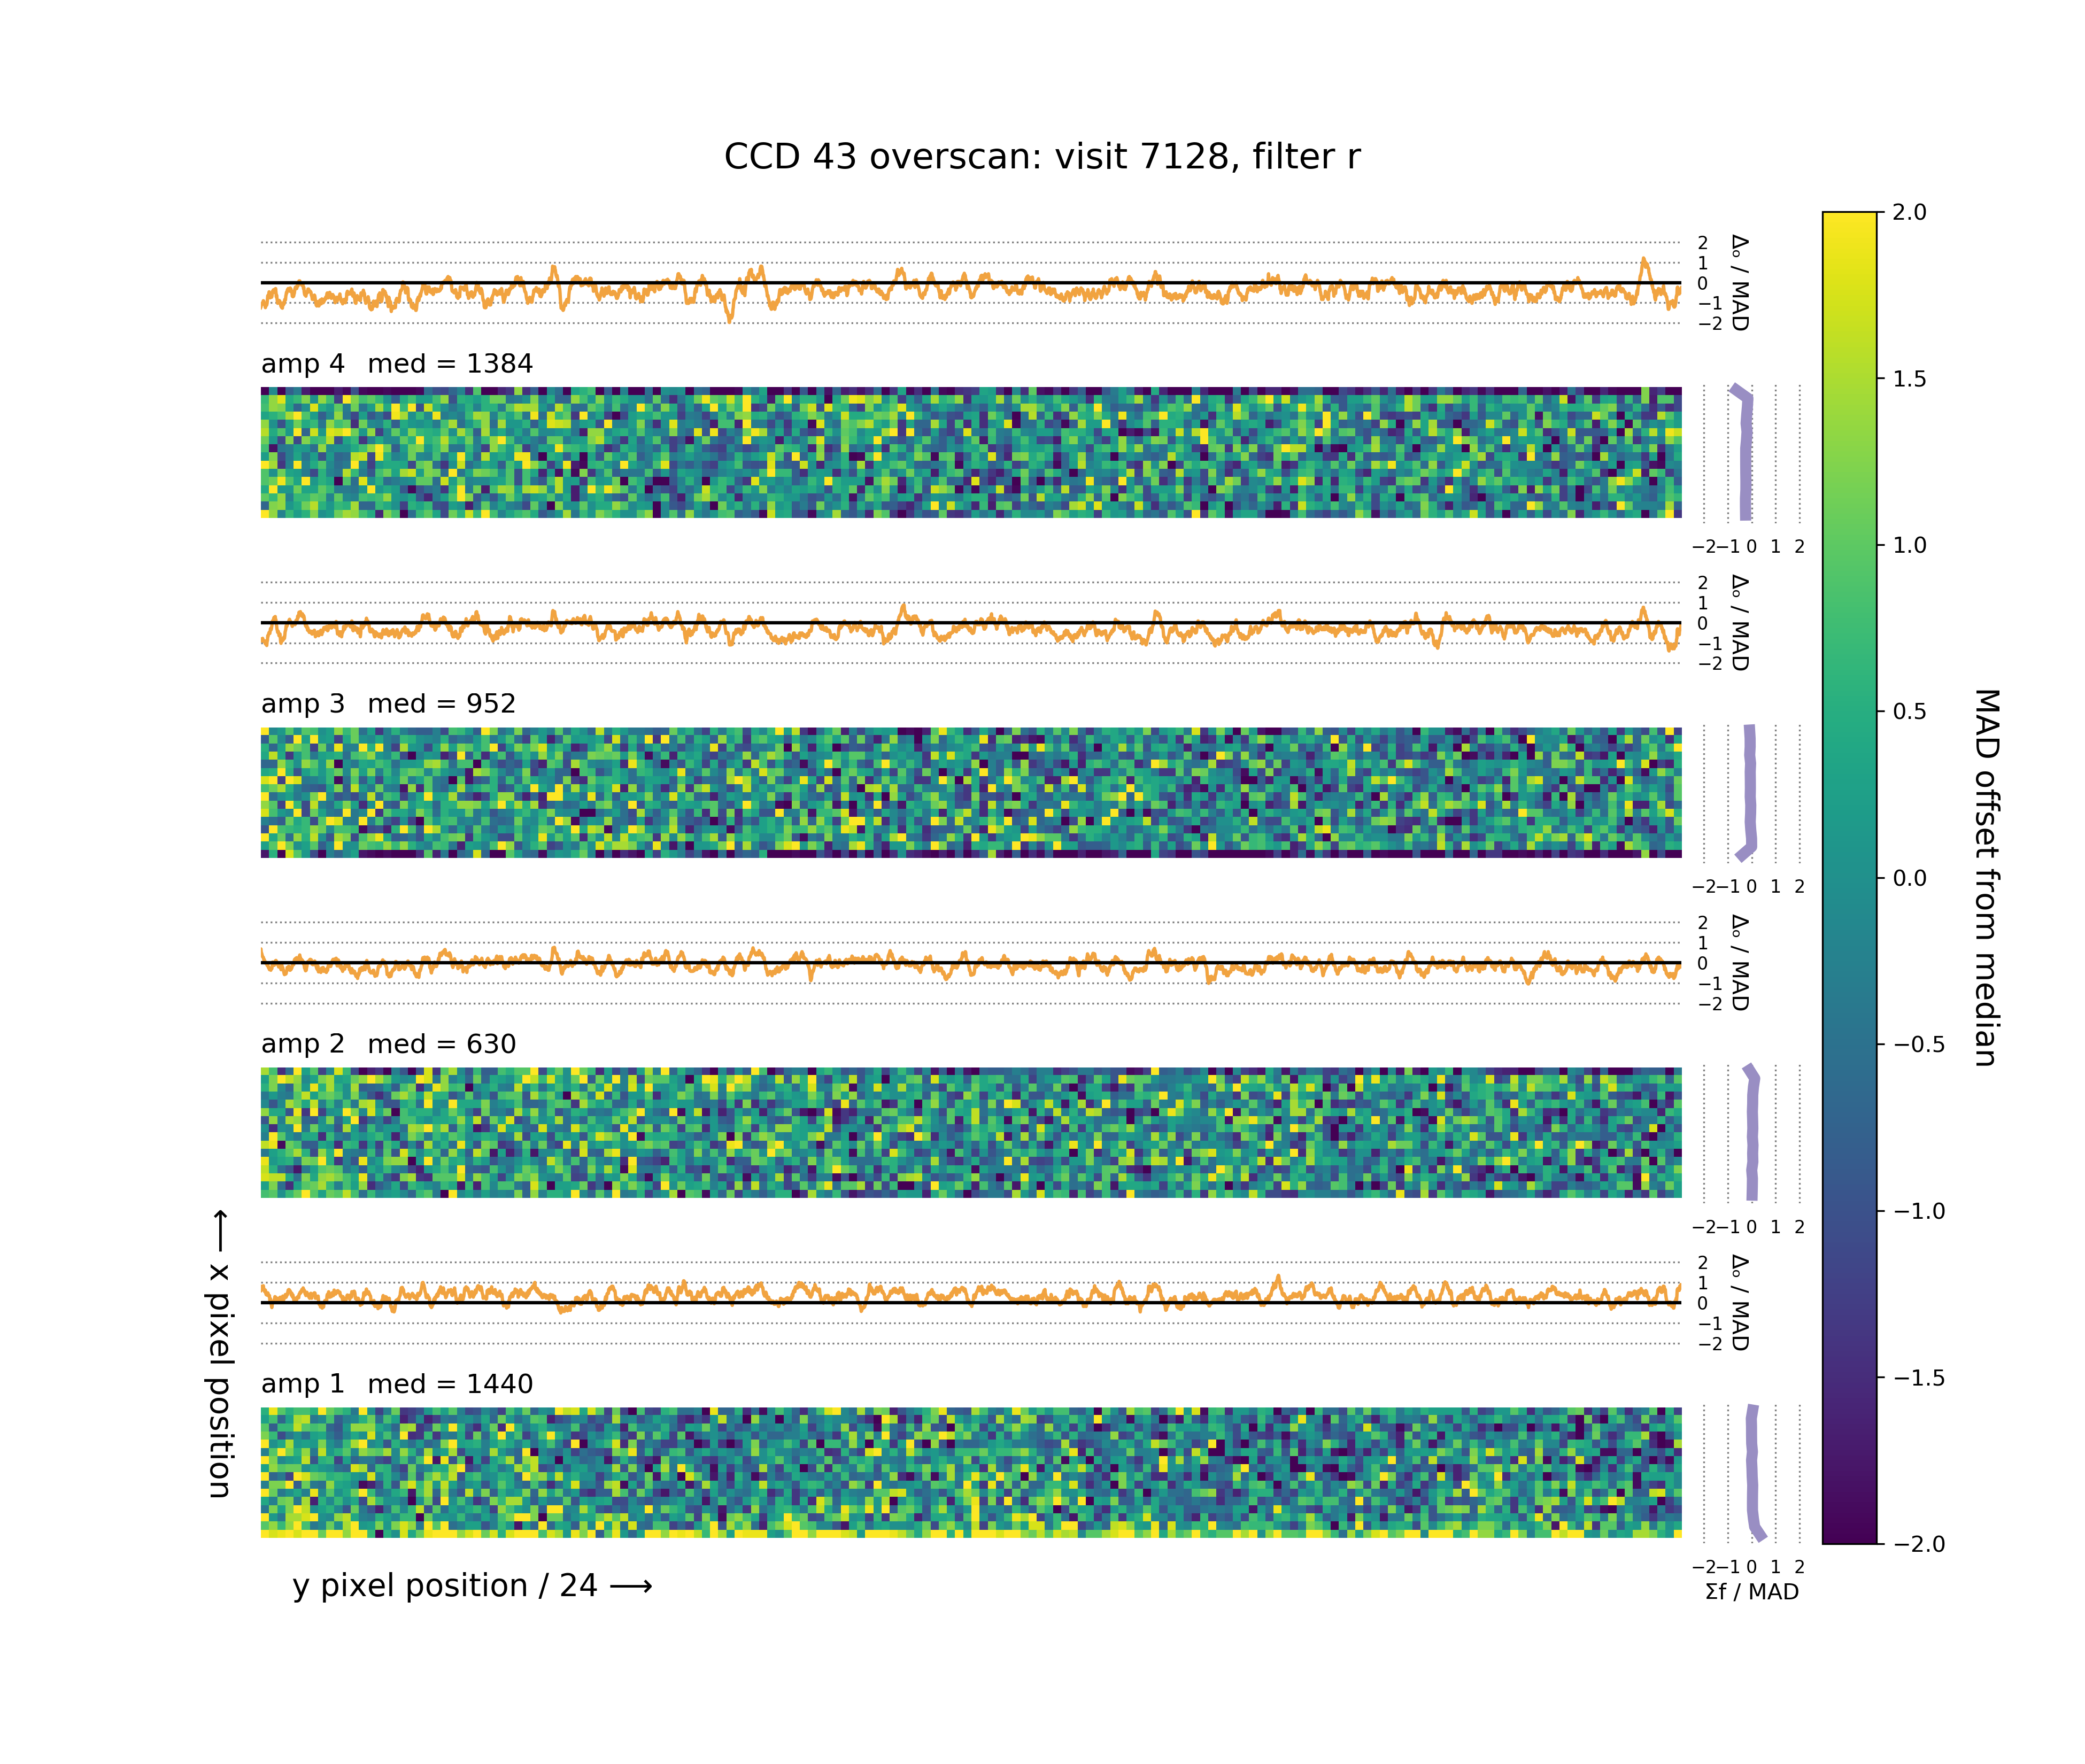 CCD 43 overscan: visit 7128, filter r
2
1
0
−1
−2
Δₒ / MAD
amp 4 med = 1384
−2 −1 0 1 2
2
1
0
−1
−2
Δₒ / MAD
amp 3 med = 952
−2 −1 0 1 2
2
1
0
−1
−2
Δₒ / MAD
amp 2 med = 630
−2 −1 0 1 2
2
1
0
−1
−2
Δₒ / MAD
amp 1 med = 1440
−2 −1 0 1 2
Σf / MAD
y pixel position / 24 ⟶
⟵ x pixel position
2.0
1.5
1.0
0.5
0.0
−0.5
−1.0
−1.5
−2.0
MAD offset from median